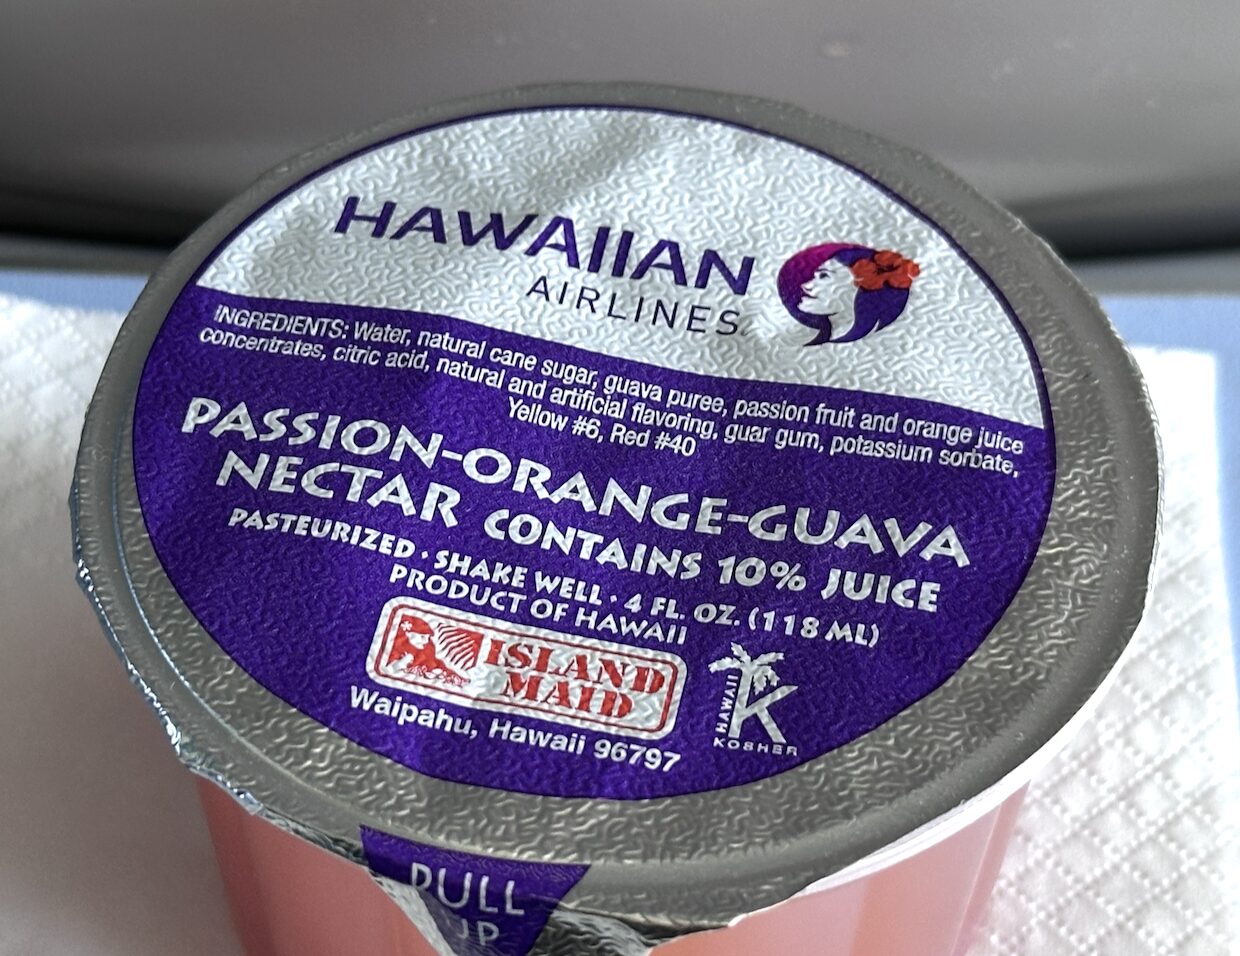 HAWAIIAN
AIRLINES
INGREDIENTS: Water, natural cane sugar, guava puree, passion fruit and orange juice
concentrates, citric acid, natural and artificial flavoring, guar gum, potassium sorbate,
Yellow #6, Red #40
PASSION-ORANGE-GUAVA
NECTAR CONTAINS 10% JUICE
PASTEURIZED · SHAKE WELL · 4 FL. OZ. (118 ML)
PRODUCT OF HAWAII
ISLAND
MAID
HAWAII
K
KOSHER
Waipahu, Hawaii 96797
PULL
UP